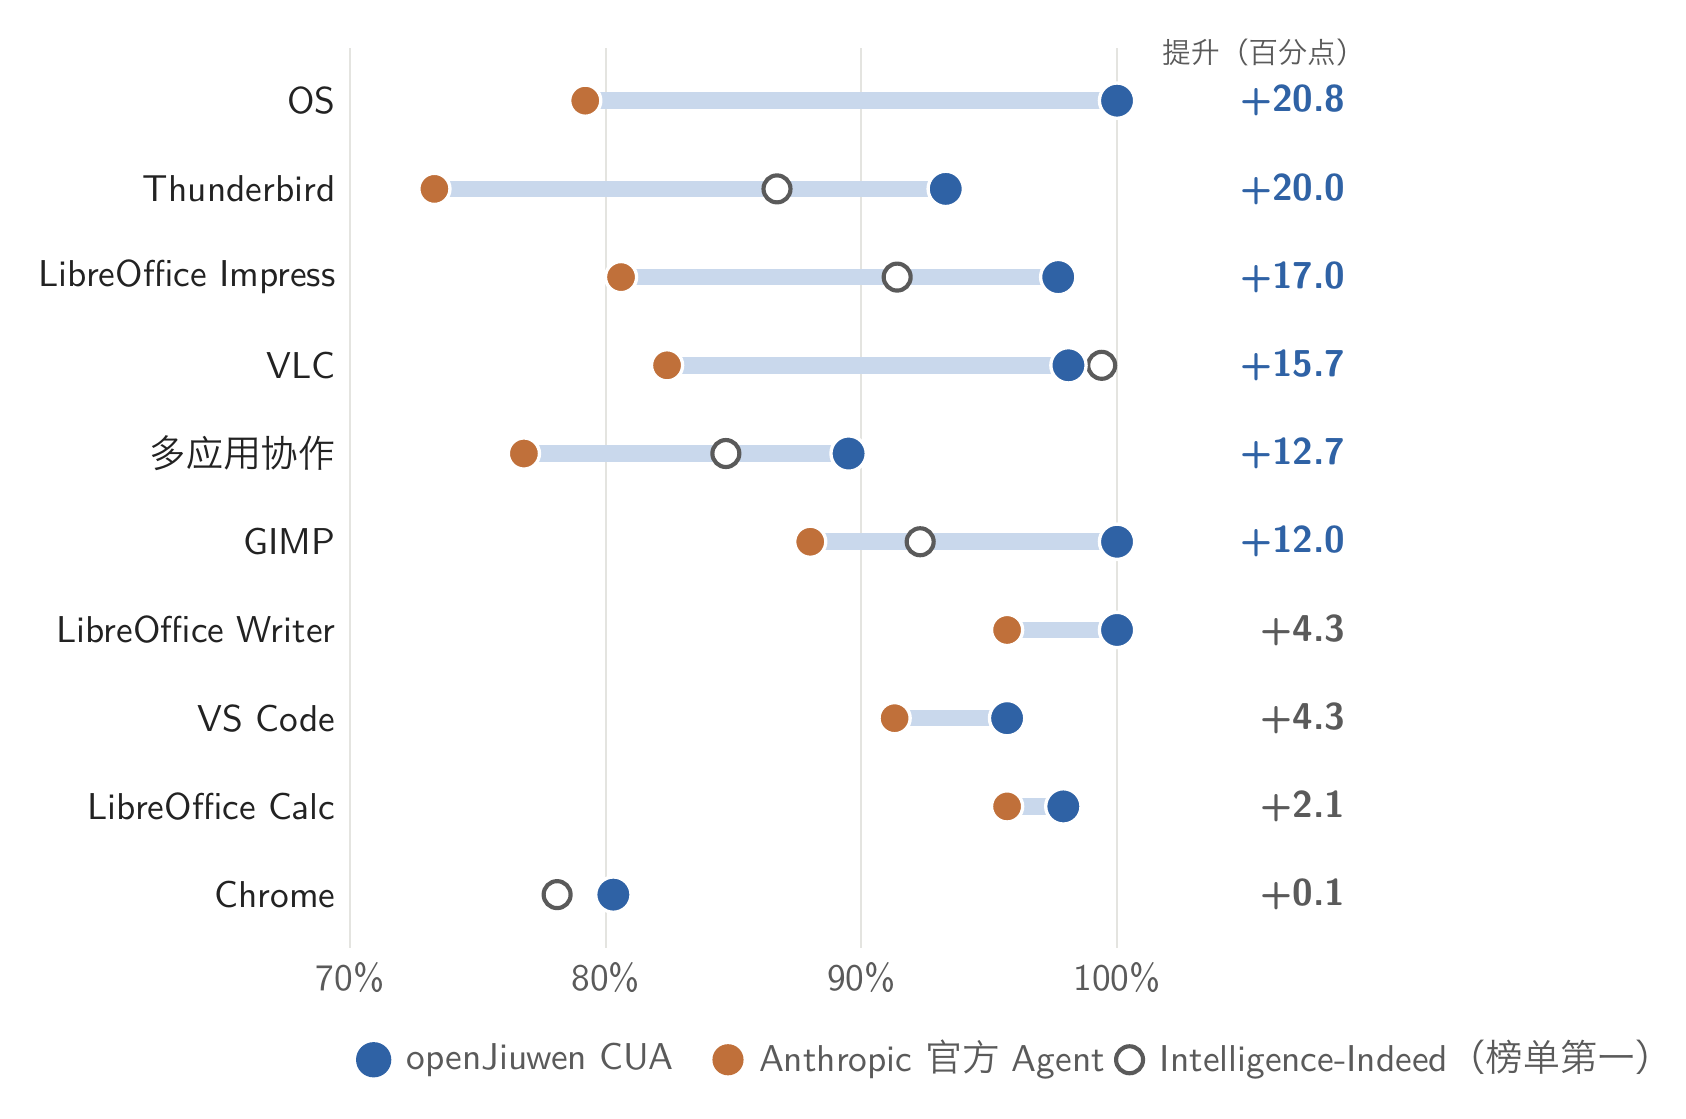 提升（百分点）
OS +20.8
Thunderbird +20.0
LibreOffice Impress +17.0
VLC +15.7
多应用协作 +12.7
GIMP +12.0
LibreOffice Writer +4.3
VS Code +4.3
LibreOffice Calc +2.1
Chrome +0.1
70% 80% 90% 100%
openJiuwen CUA Anthropic 官方 Agent Intelligence-Indeed（榜单第一）